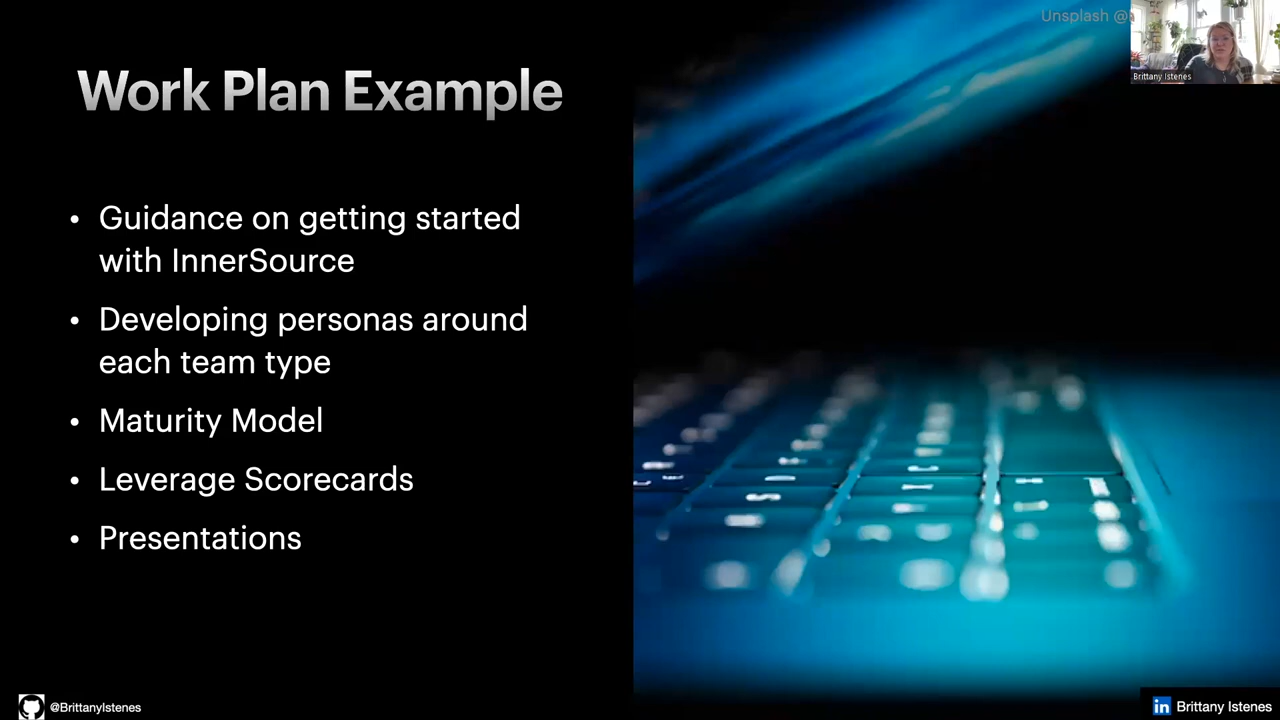 Unsplash @
Brittany Istenes
Work Plan Example
• Guidance on getting started
with InnerSource
• Developing personas around
each team type
• Maturity Model
• Leverage Scorecards
• Presentations
@BrittanyIstenes
in Brittany Istenes